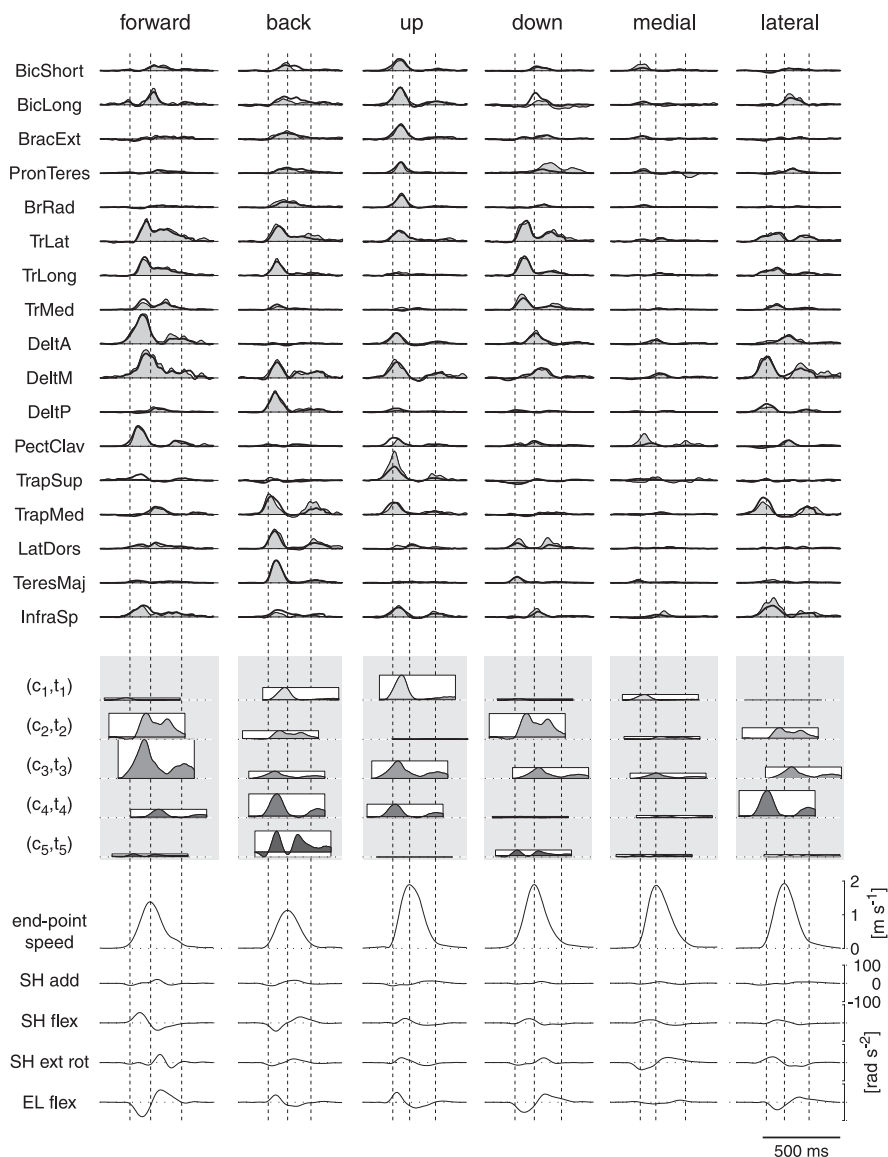 forward back up down medial lateral
BicShort
BicLong
BracExt
PronTeres
BrRad
TrLat
TrLong
TrMed
DeltA
DeltM
DeltP
PectClav
TrapSup
TrapMed
LatDors
TeresMaj
InfraSp
(c₁,t₁)
(c₂,t₂)
(c₃,t₃)
(c₄,t₄)
(c₅,t₅)
end-point
speed
2
1
0
[m s⁻¹]
SH add
100
0
-100
SH flex
SH ext rot
EL flex
[rad s⁻²]
500 ms